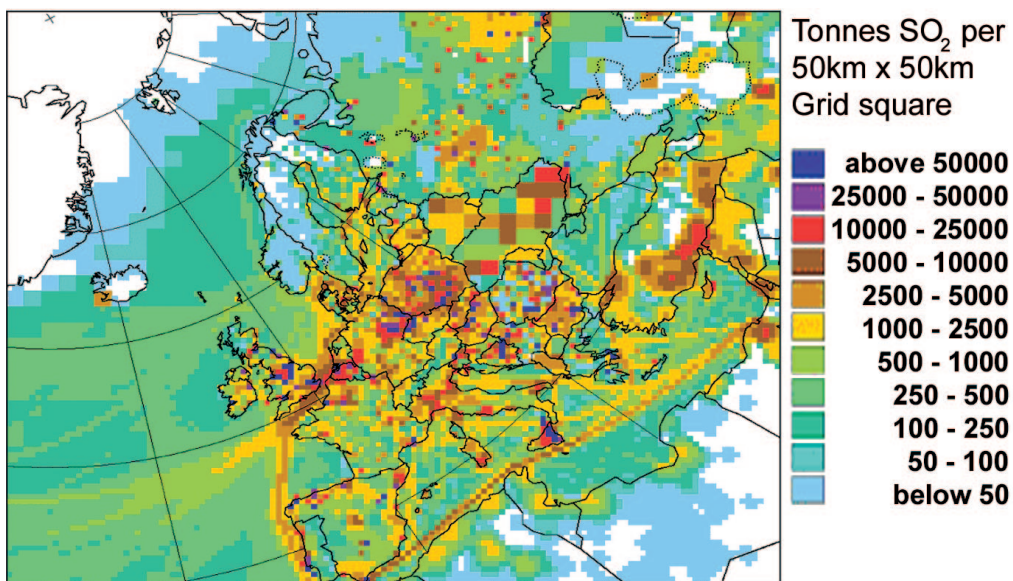 Tonnes SO₂ per
50km x 50km
Grid square
above 50000
25000 - 50000
10000 - 25000
5000 - 10000
2500 - 5000
1000 - 2500
500 - 1000
250 - 500
100 - 250
50 - 100
below 50